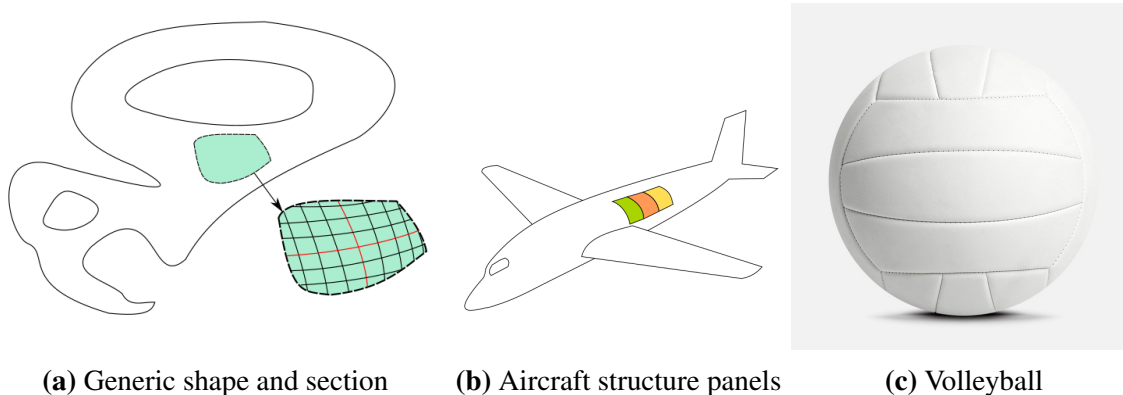 (a) Generic shape and section
(b) Aircraft structure panels
(c) Volleyball